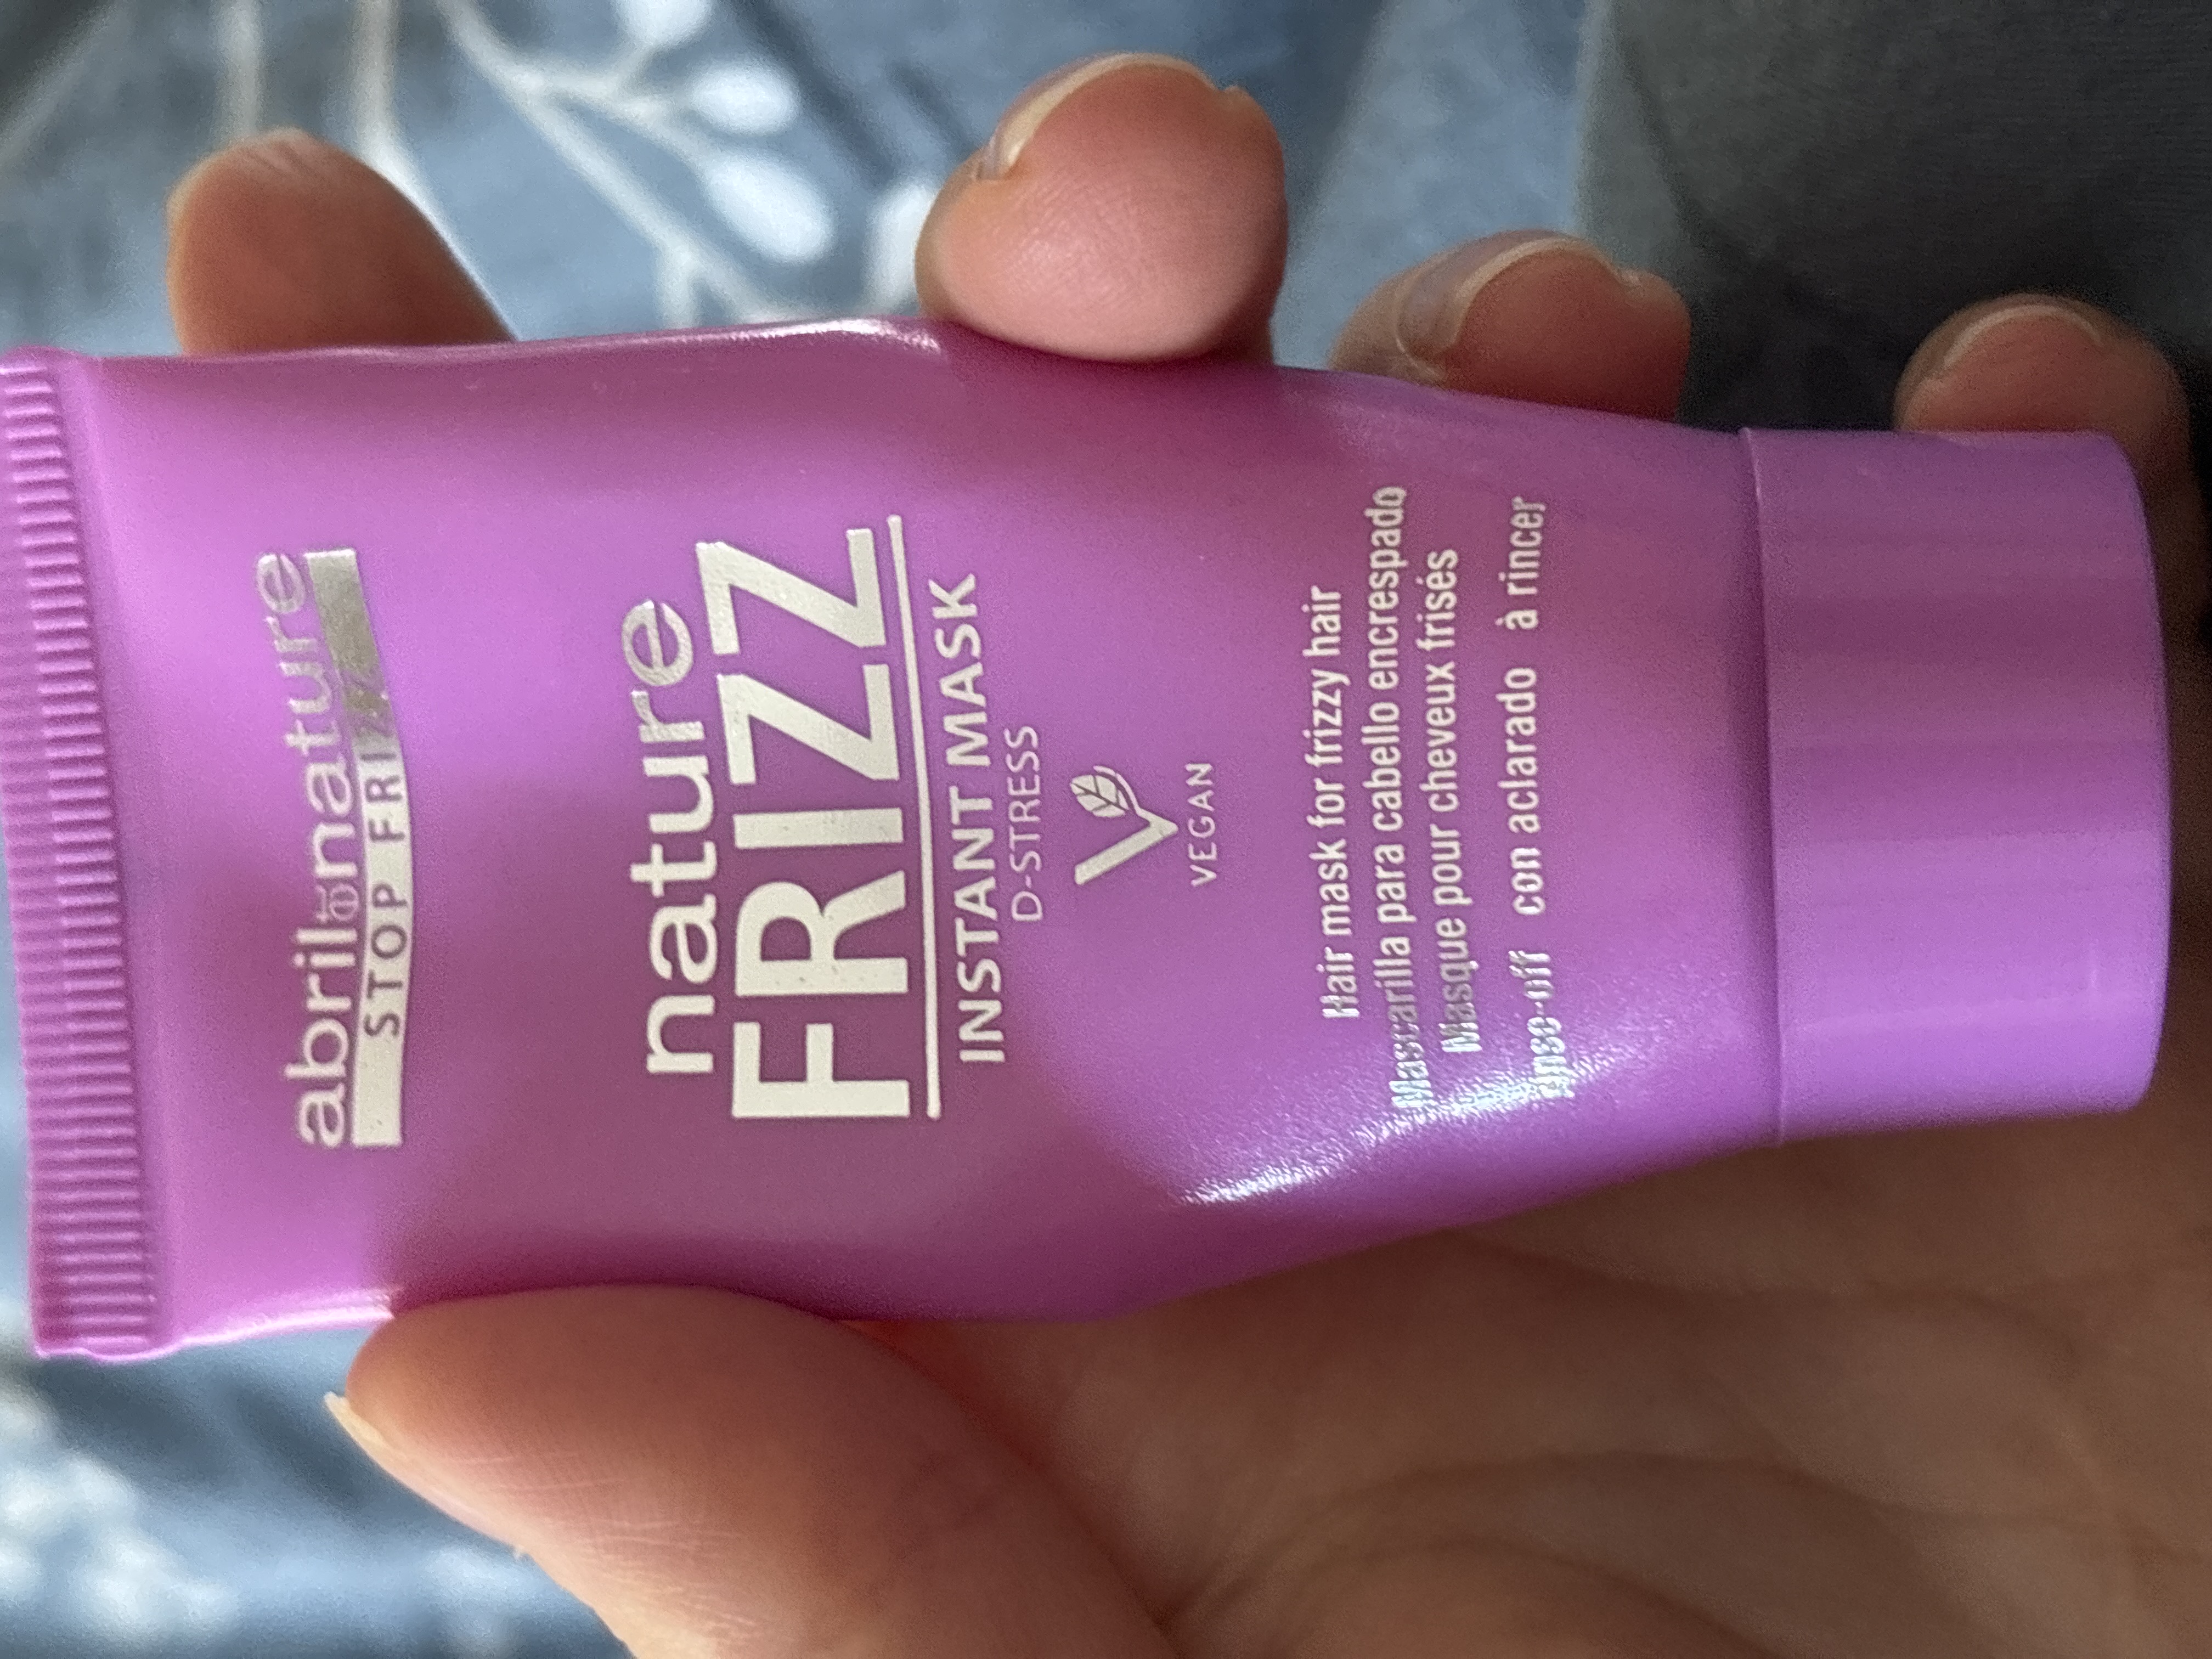 abril et nature
STOP FRIZZ
nature
FRIZZ
INSTANT MASK
D-STRESS
VEGAN
Hair mask for frizzy hair
Mascarilla para cabello encrespado
Masque pour cheveux frisés
rinse-off con aclarado à rincer